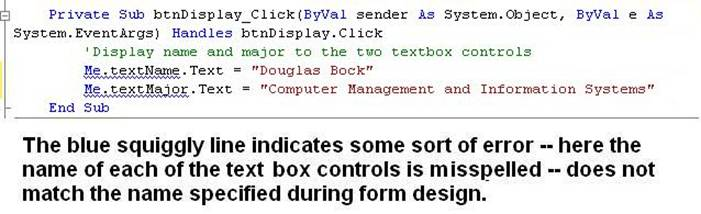 Private Sub btnDisplay_Click(ByVal sender As System.Object, ByVal e As
System.EventArgs) Handles btnDisplay.Click
'Display name and major to the two textbox controls
Me.textName.Text = "Douglas Bock"
Me.textMajor.Text = "Computer Management and Information Systems"
End Sub
The blue squiggly line indicates some sort of error -- here the
name of each of the text box controls is misspelled -- does not
match the name specified during form design.